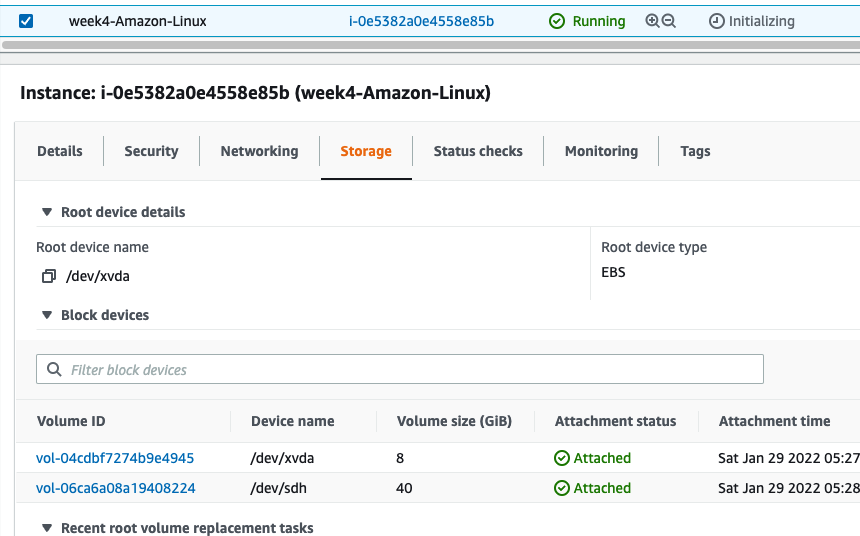 week4-Amazon-Linux i-0e5382a0e4558e85b Running Initializing
Instance: i-0e5382a0e4558e85b (week4-Amazon-Linux)
Details Security Networking Storage Status checks Monitoring Tags
Root device details
Root device name Root device type
/dev/xvda EBS
Block devices
Filter block devices
Volume ID Device name Volume size (GiB) Attachment status Attachment time
vol-04cdbf7274b9e4945 /dev/xvda 8 Attached Sat Jan 29 2022 05:27
vol-06ca6a08a19408224 /dev/sdh 40 Attached Sat Jan 29 2022 05:28
Recent root volume replacement tasks